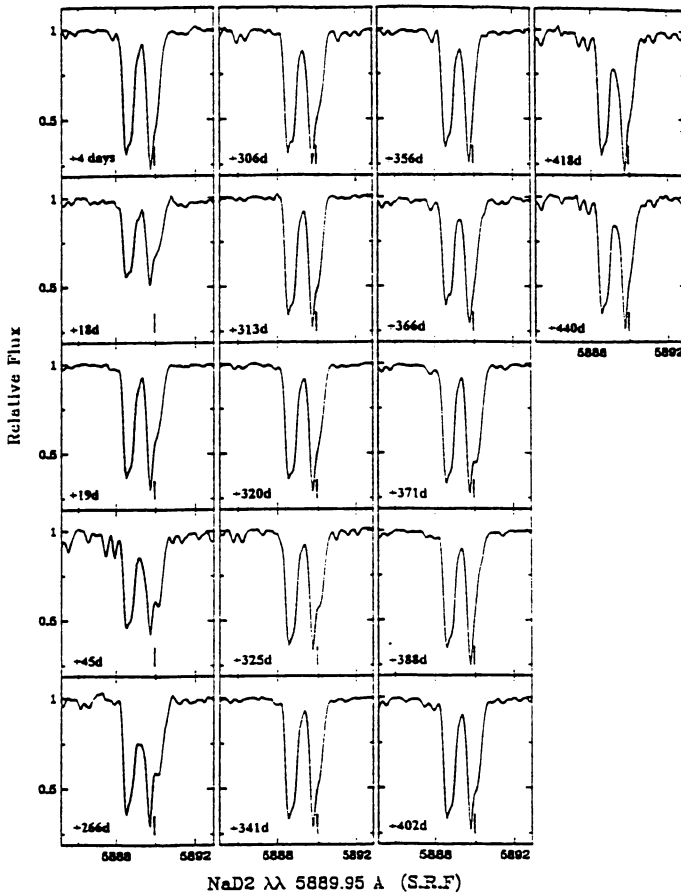 1
0.5
+4 days
+306d
+356d
+418d
1
0.5
+18d
+313d
+366d
+440d
5888
5892
1
0.5
+19d
+320d
+371d
1
0.5
+45d
+325d
+388d
1
0.5
+266d
+341d
+402d
5888
5892
5888
5892
5888
5892
Relative Flux
NaD2 λλ 5889.95 A (S.R.F)